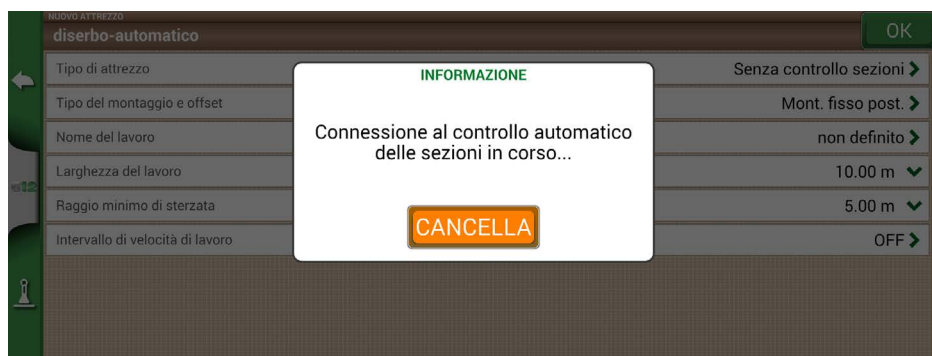 NUOVO ATTREZZO
diserbo-automatico
OK
Tipo di attrezzo
Senza controllo sezioni
Tipo del montaggio e offset
Mont. fisso post.
Nome del lavoro
non definito
Larghezza del lavoro
10.00 m
Raggio minimo di sterzata
5.00 m
Intervallo di velocità di lavoro
OFF
INFORMAZIONE
Connessione al controllo automatico
delle sezioni in corso...
CANCELLA
12